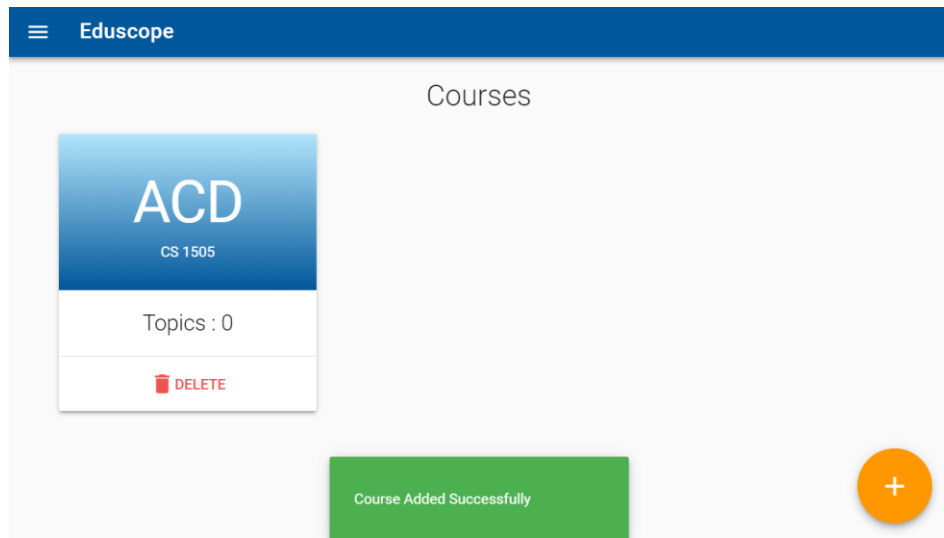 Eduscope
Courses
ACD
CS 1505
Topics : 0
DELETE
Course Added Successfully
+